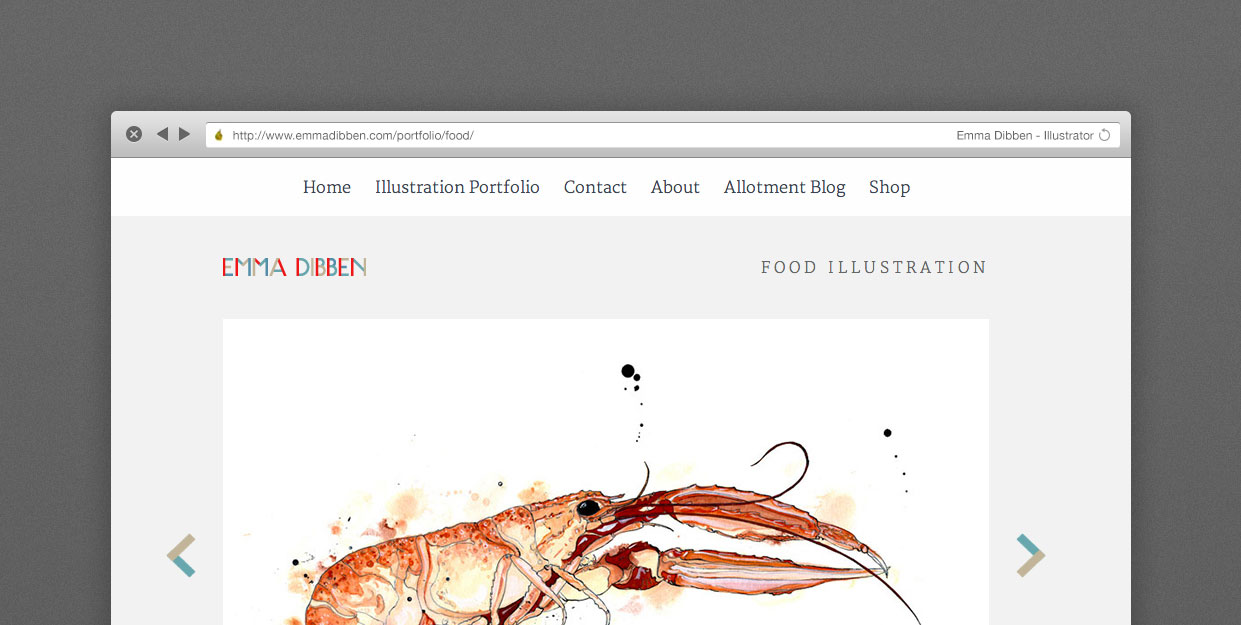 http://www.emmadibben.com/portfolio/food/ Emma Dibben - Illustrator
Home Illustration Portfolio Contact About Allotment Blog Shop
EMMA DIBBEN FOOD ILLUSTRATION